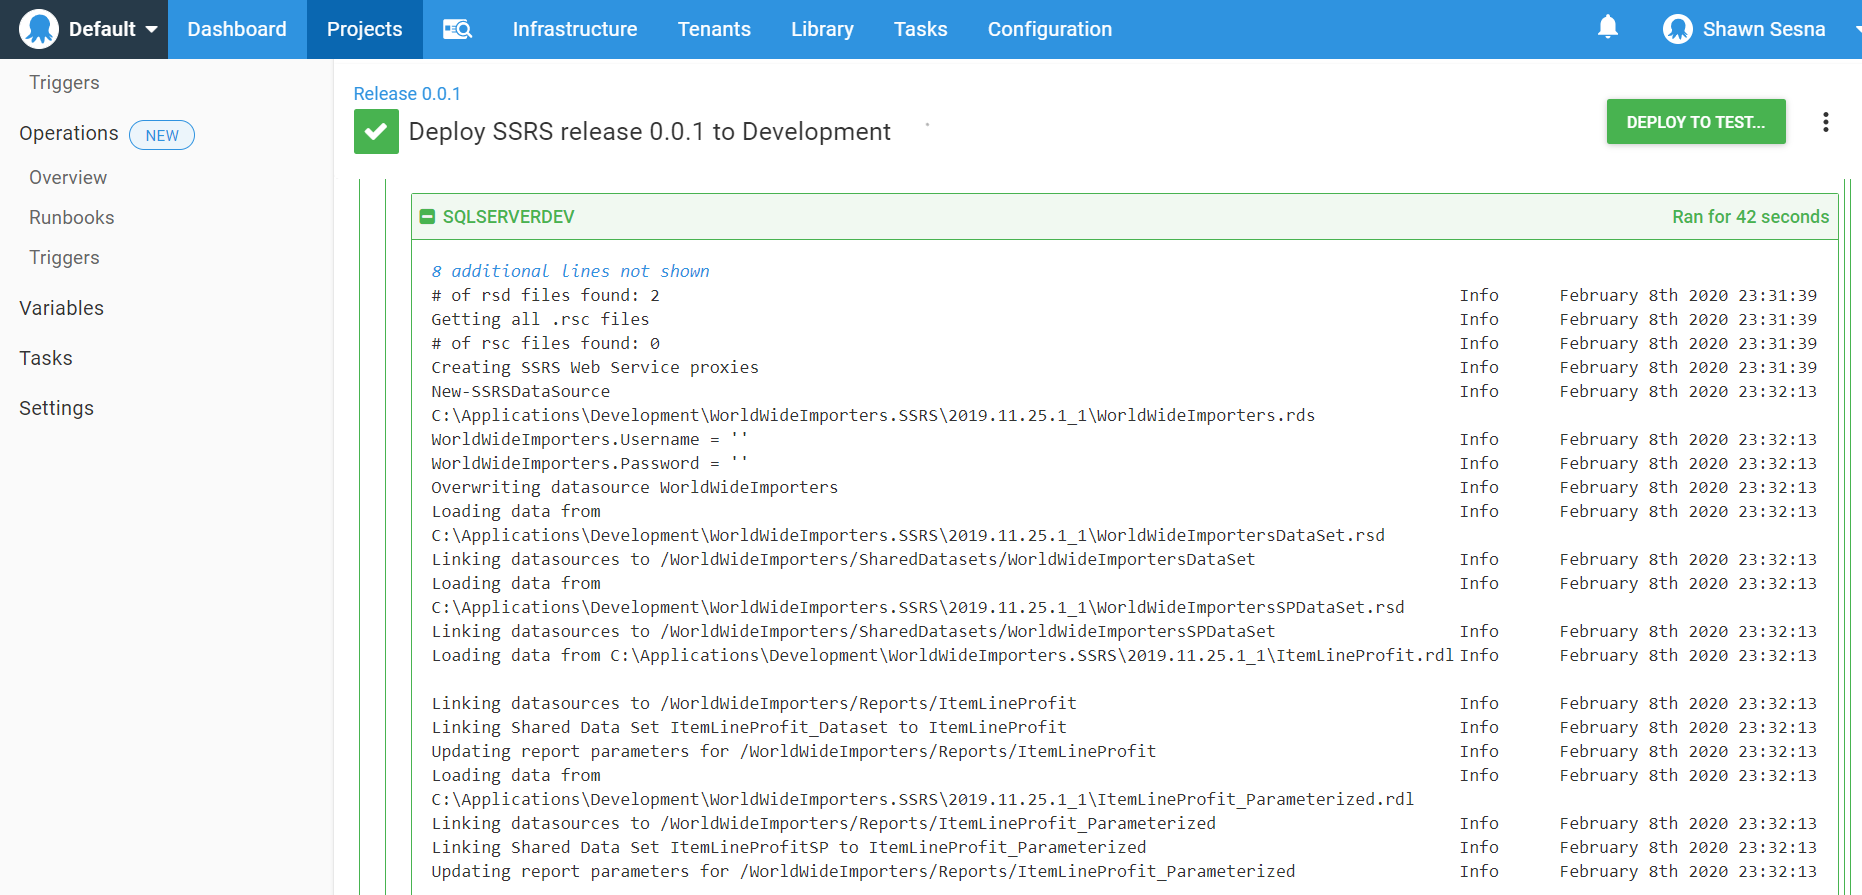 Default Dashboard Projects Infrastructure Tenants Library Tasks Configuration Shawn Sesna
Triggers
Operations NEW
Overview
Runbooks
Triggers
Variables
Tasks
Settings
Release 0.0.1
Deploy SSRS release 0.0.1 to Development
DEPLOY TO TEST...
SQLSERVERDEV Ran for 42 seconds
8 additional lines not shown
# of rsd files found: 2 Info February 8th 2020 23:31:39
Getting all .rsc files Info February 8th 2020 23:31:39
# of rsc files found: 0 Info February 8th 2020 23:31:39
Creating SSRS Web Service proxies Info February 8th 2020 23:31:39
New-SSRSDataSource Info February 8th 2020 23:32:13
C:\Applications\Development\WorldWideImporters.SSRS\2019.11.25.1_1\WorldWideImporters.rds
WorldWideImporters.Username = '' Info February 8th 2020 23:32:13
WorldWideImporters.Password = '' Info February 8th 2020 23:32:13
Overwriting datasource WorldWideImporters Info February 8th 2020 23:32:13
Loading data from Info February 8th 2020 23:32:13
C:\Applications\Development\WorldWideImporters.SSRS\2019.11.25.1_1\WorldWideImportersDataSet.rsd
Linking datasources to /WorldWideImporters/SharedDatasets/WorldWideImportersDataSet Info February 8th 2020 23:32:13
Loading data from Info February 8th 2020 23:32:13
C:\Applications\Development\WorldWideImporters.SSRS\2019.11.25.1_1\WorldWideImportersSPDataSet.rsd
Linking datasources to /WorldWideImporters/SharedDatasets/WorldWideImportersSPDataSet Info February 8th 2020 23:32:13
Loading data from C:\Applications\Development\WorldWideImporters.SSRS\2019.11.25.1_1\ItemLineProfit.rdl Info February 8th 2020 23:32:13
Linking datasources to /WorldWideImporters/Reports/ItemLineProfit Info February 8th 2020 23:32:13
Linking Shared Data Set ItemLineProfit_Dataset to ItemLineProfit Info February 8th 2020 23:32:13
Updating report parameters for /WorldWideImporters/Reports/ItemLineProfit Info February 8th 2020 23:32:13
Loading data from Info February 8th 2020 23:32:13
C:\Applications\Development\WorldWideImporters.SSRS\2019.11.25.1_1\ItemLineProfit_Parameterized.rdl
Linking datasources to /WorldWideImporters/Reports/ItemLineProfit_Parameterized Info February 8th 2020 23:32:13
Linking Shared Data Set ItemLineProfitSP to ItemLineProfit_Parameterized Info February 8th 2020 23:32:13
Updating report parameters for /WorldWideImporters/Reports/ItemLineProfit_Parameterized Info February 8th 2020 23:32:13